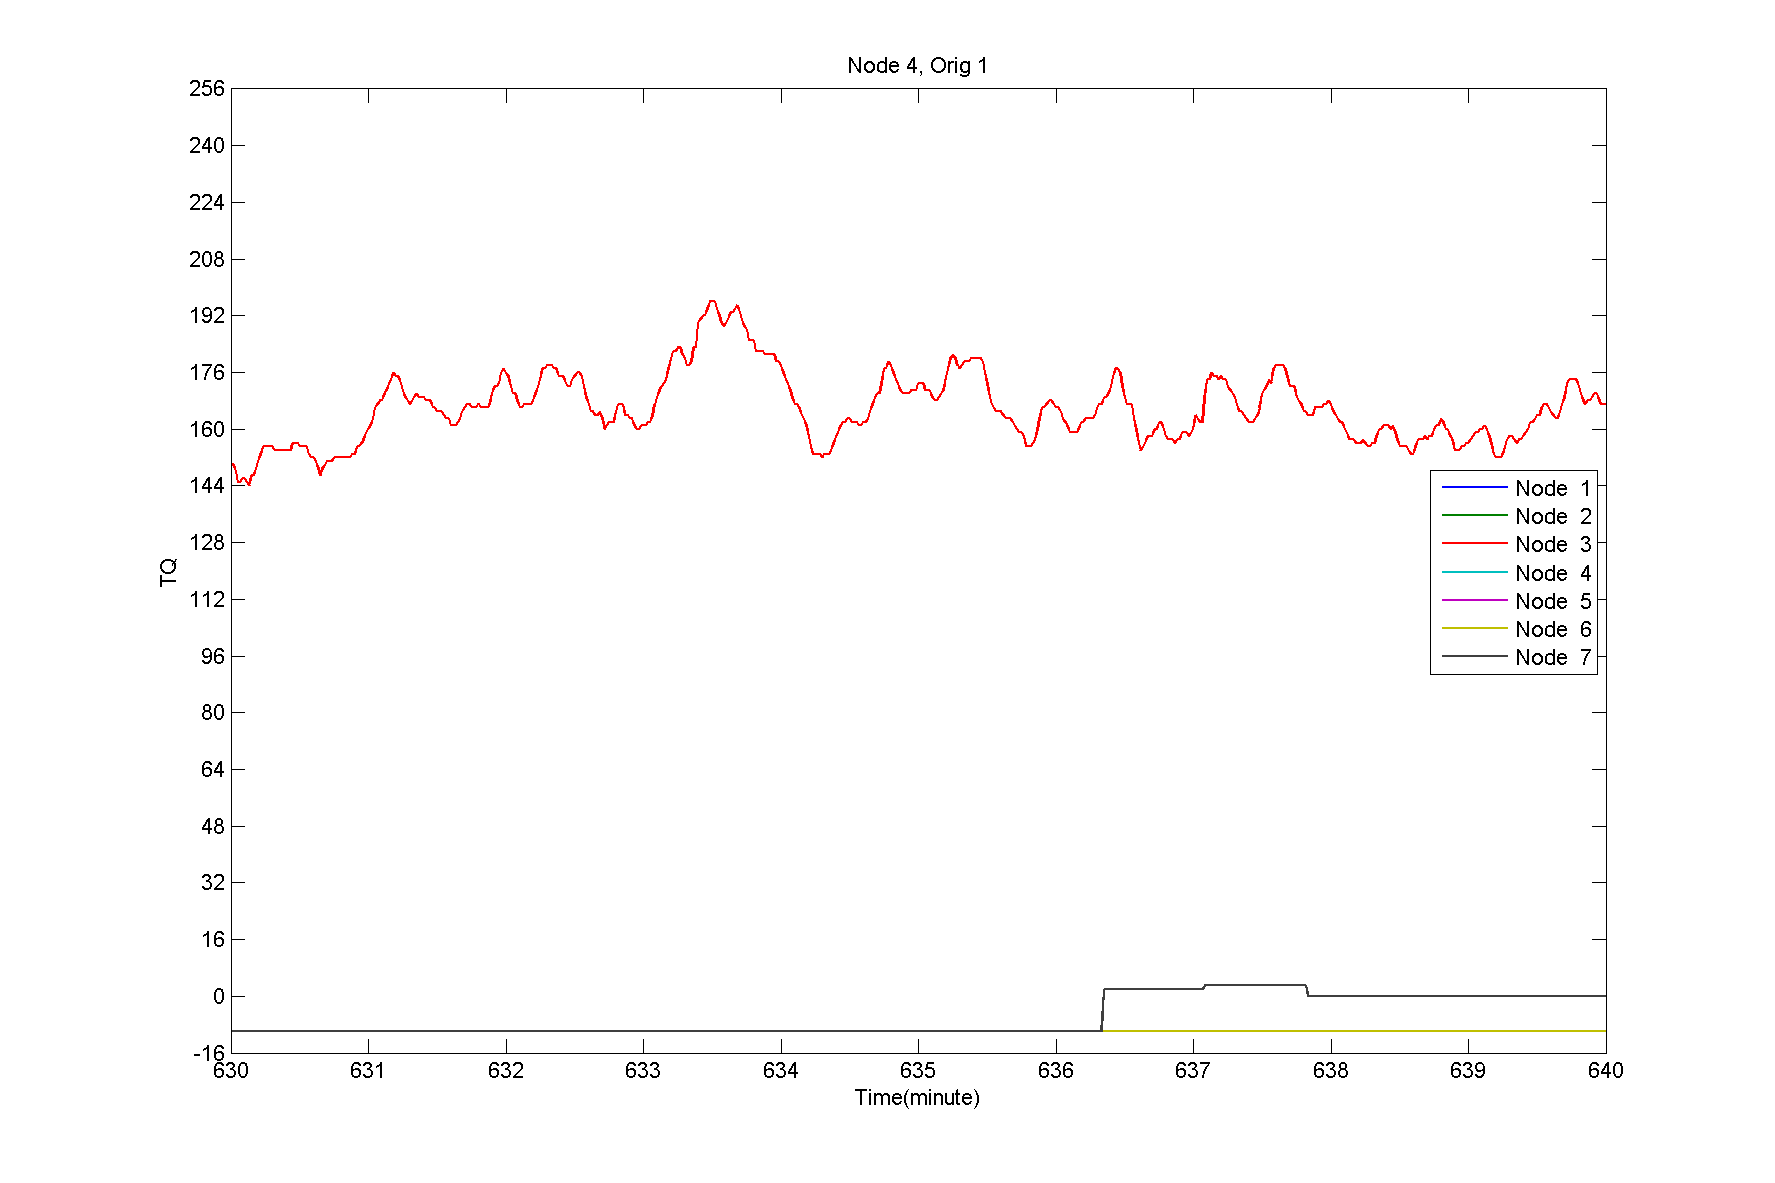 Node 4, Orig 1
256
240
224
208
192
176
160
144
128
112
96
80
64
48
32
16
0
-16
TQ
Node 1
Node 2
Node 3
Node 4
Node 5
Node 6
Node 7
630 631 632 633 634 635 636 637 638 639 640
Time(minute)